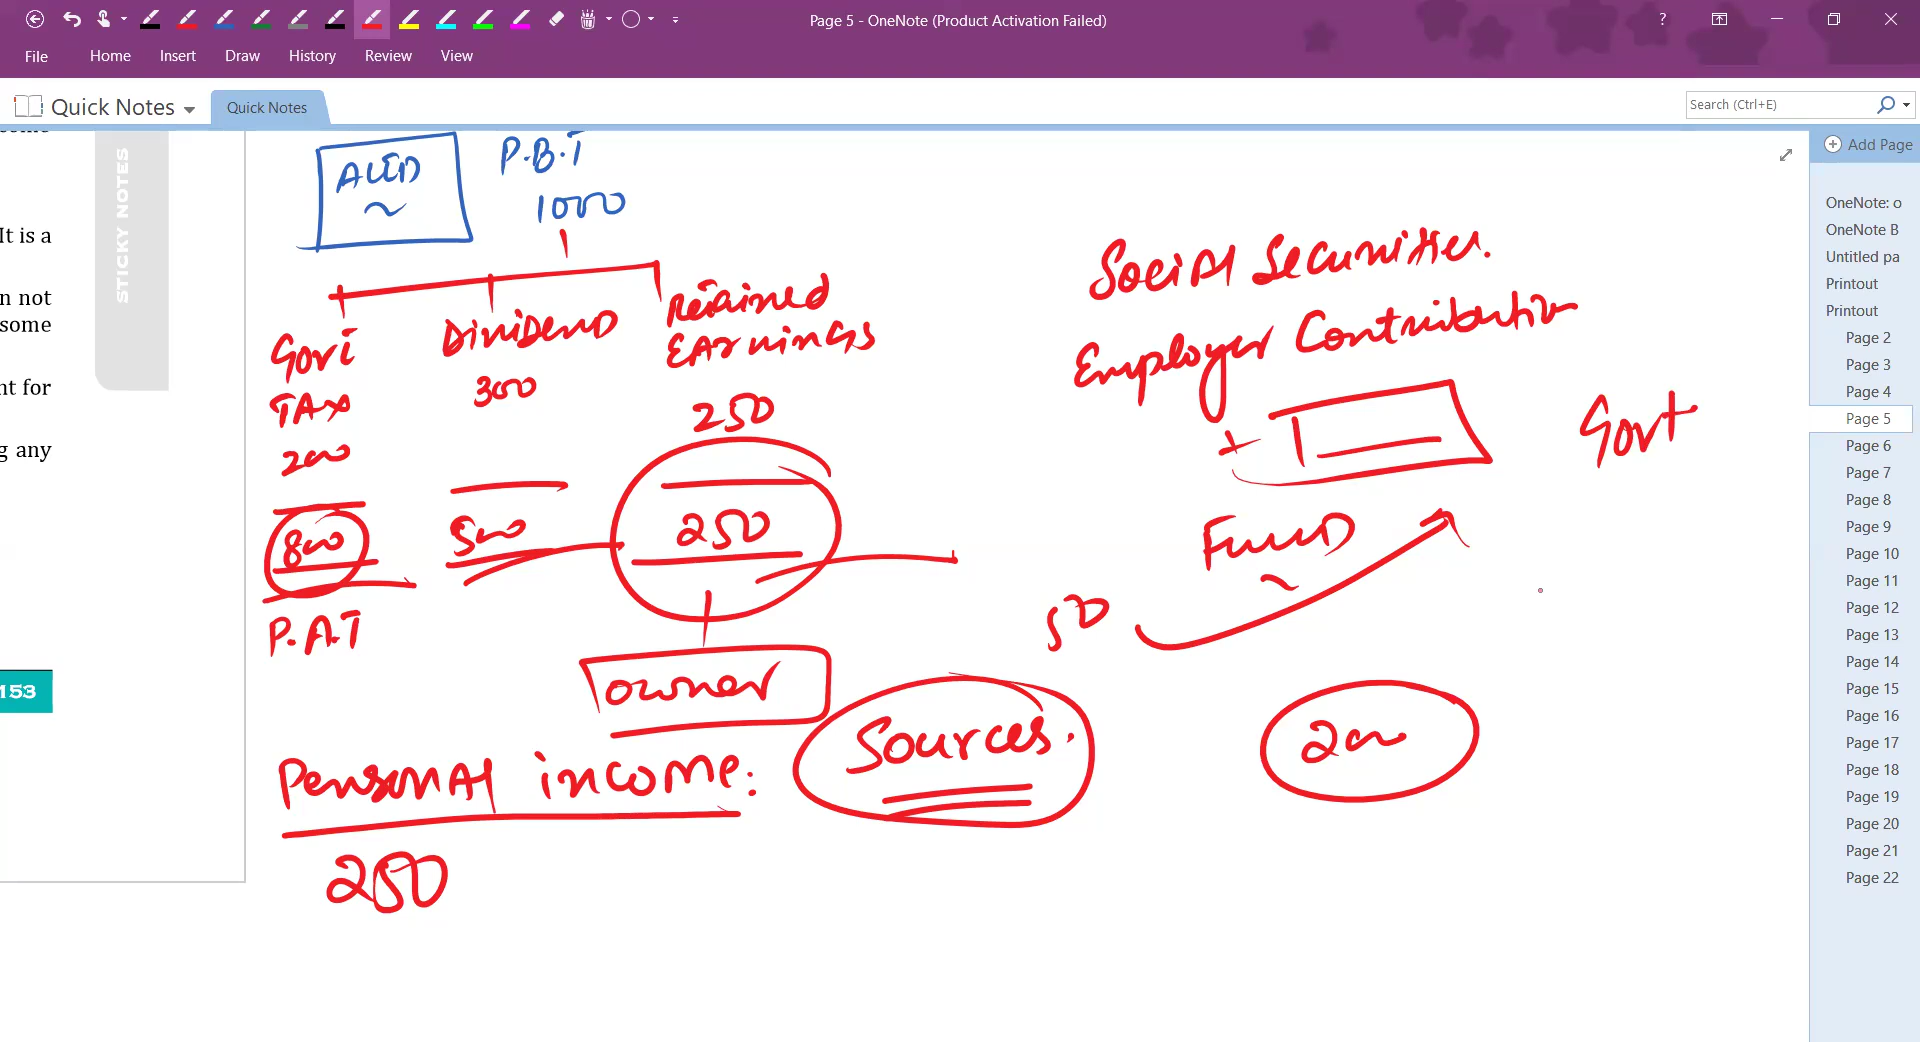 Page 5 - OneNote (Product Activation Failed)
?
File
Home
Insert
Draw
History
Review
View
Quick Notes
Quick Notes
Search (Ctrl+E)
Add Page
STICKY NOTES
It is a
n not
some
nt for
g any
153
P.B.T
1000
Govt
TAX
200
800
P.A.T
Dividend
300
500
Retained
Earnings
250
250
owner
Personal income:
Sources.
250
Social Securities.
Employer Contribution
+
Govt
Fund
50
200
OneNote: o
OneNote B
Untitled pa
Printout
Printout
Page 2
Page 3
Page 4
Page 5
Page 6
Page 7
Page 8
Page 9
Page 10
Page 11
Page 12
Page 13
Page 14
Page 15
Page 16
Page 17
Page 18
Page 19
Page 20
Page 21
Page 22